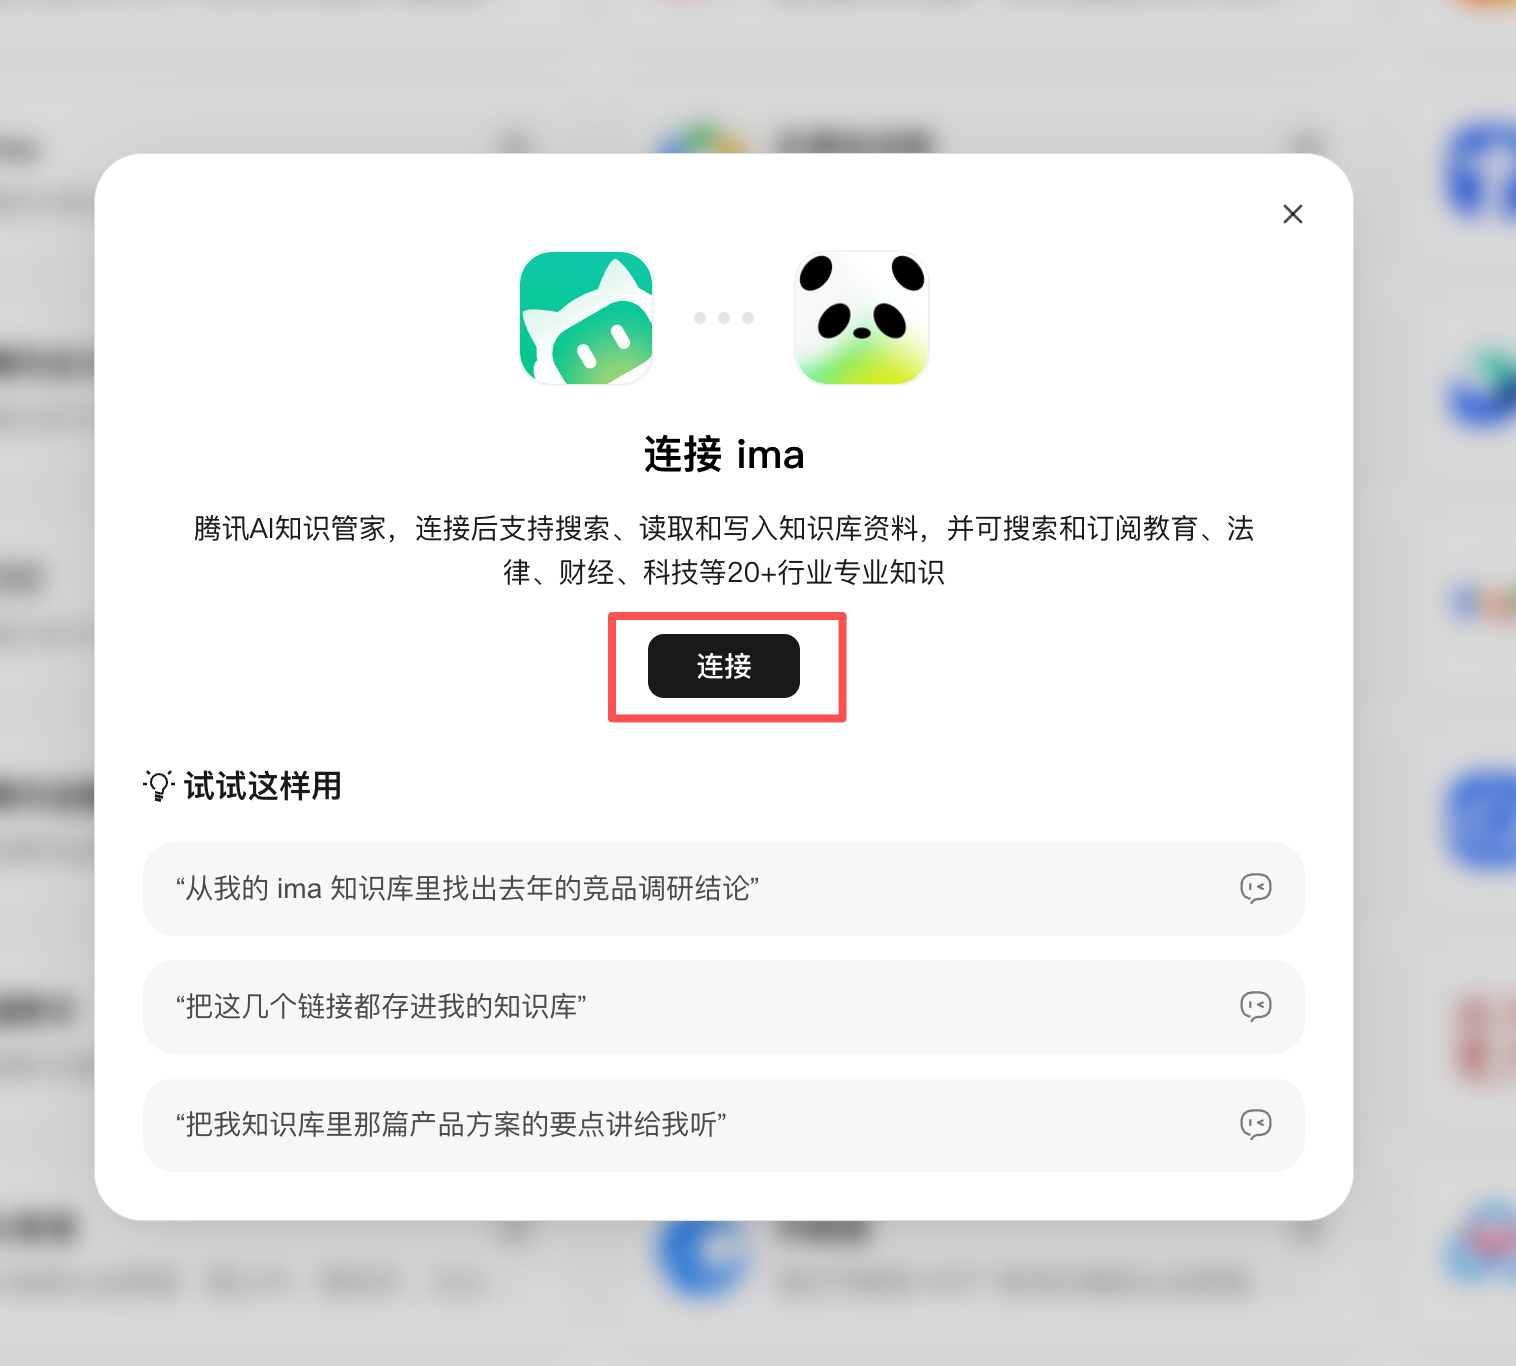 连接 ima
腾讯AI知识管家，连接后支持搜索、读取和写入知识库资料，并可搜索和订阅教育、法
律、财经、科技等20+行业专业知识
连接
试试这样用
“从我的 ima 知识库里找出去年的竞品调研结论”
“把这几个链接都存进我的知识库”
“把我知识库里那篇产品方案的要点讲给我听”